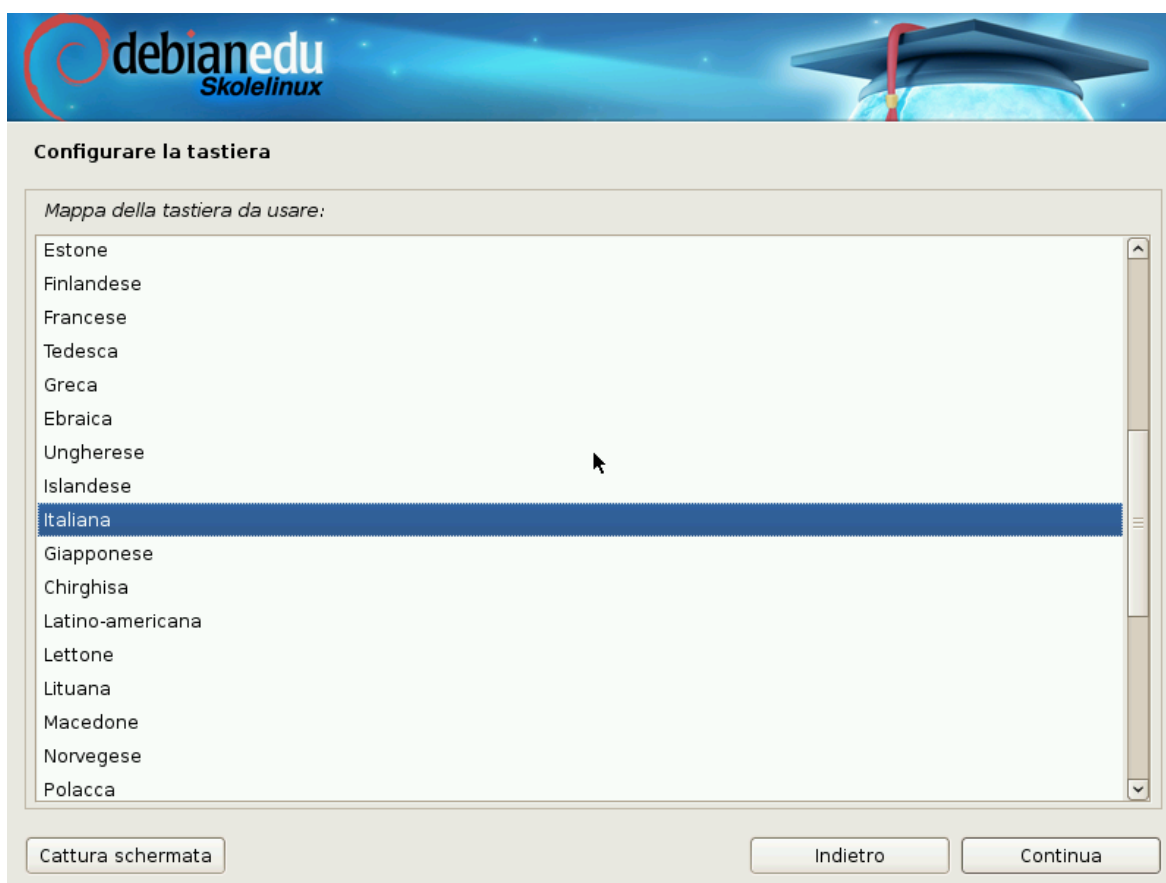 debianedu
Skolelinux
Configurare la tastiera
Mappa della tastiera da usare:
Estone
Finlandese
Francese
Tedesca
Greca
Ebraica
Ungherese
Islandese
Italiana
Giapponese
Chirghisa
Latino-americana
Lettone
Lituana
Macedone
Norvegese
Polacca
Cattura schermata
Indietro
Continua